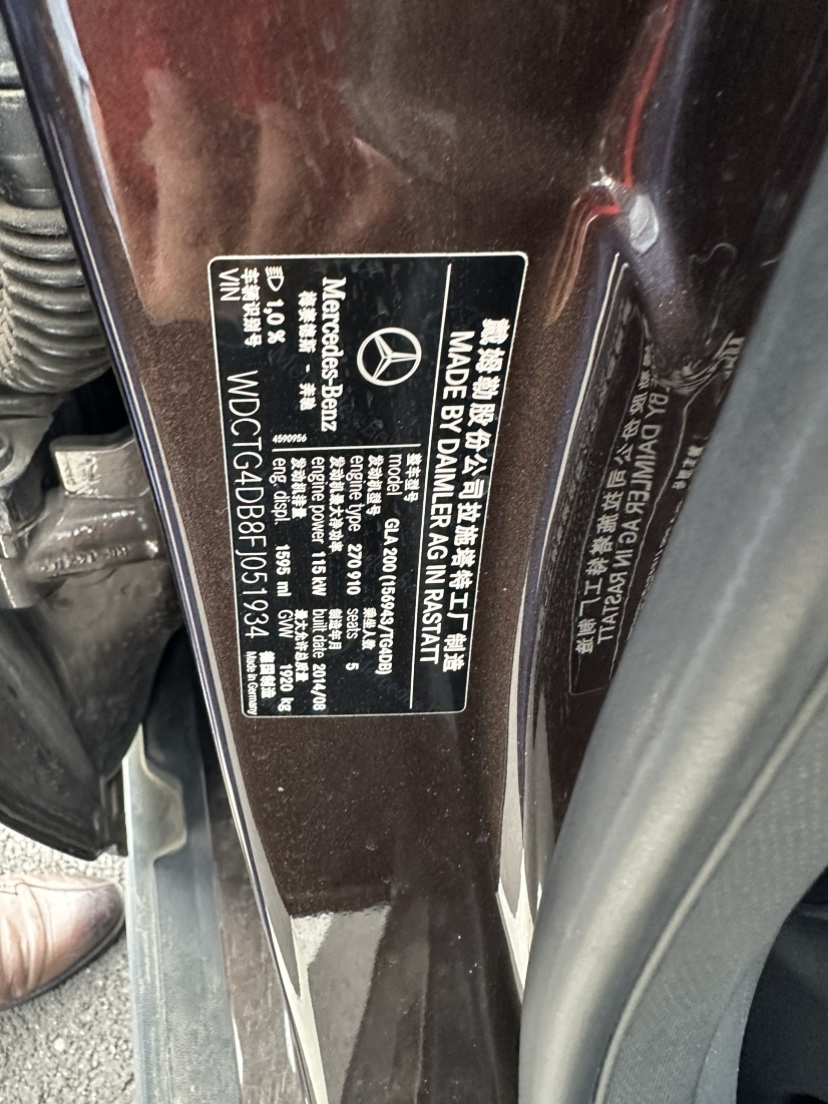 戴姆勒股份公司拉施塔特工厂制造
MADE BY DAIMLER AG IN RASTATT
Mercedes-Benz
梅赛德斯 - 奔驰
4590956
整车型号
model GLA 200 (156943/TG4DB)
发动机型号 乘坐人数
engine type 270 910 seats 5
发动机最大净功率 制造年月
engine power 115 kW built date 2014/08
发动机排量 最大允许总质量
eng. displ. 1595 ml GVW 1920 kg
1,0 %
车辆识别号
VIN WDCTG4DB8FJ051934
德国制造
Made in Germany